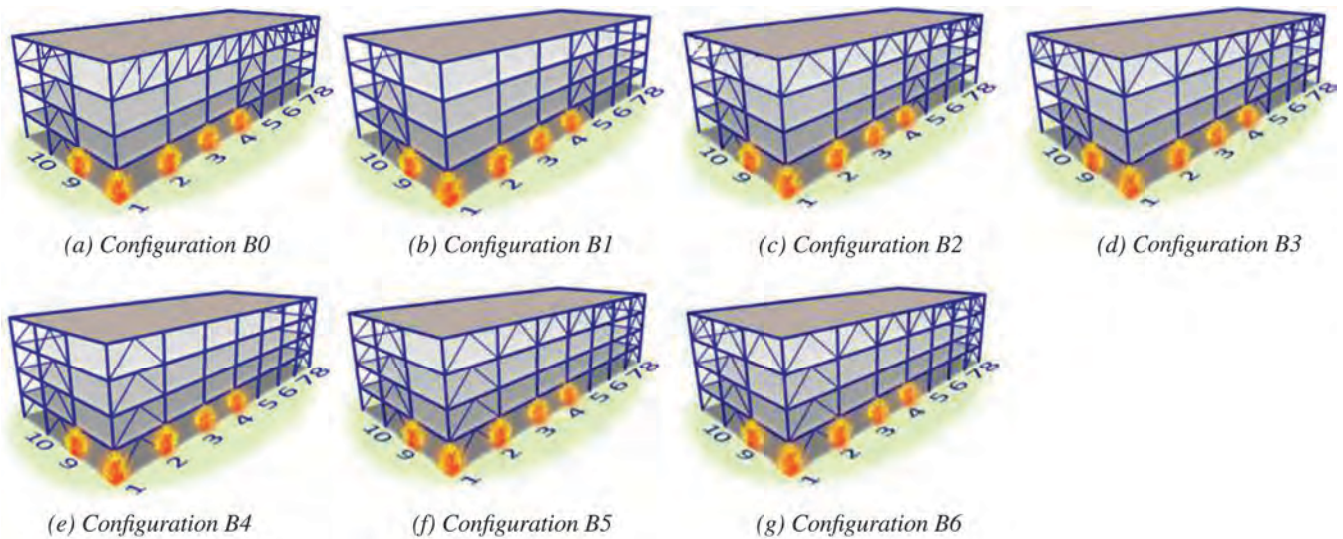 10 9 1 2 3 4 5 6 7 8
10 9 1 2 3 4 5 6 7 8
10 9 1 2 3 4 5 6 7 8
10 9 1 2 3 4 5 6 7 8
(a) Configuration B0
(b) Configuration B1
(c) Configuration B2
(d) Configuration B3
10 9 1 2 3 4 5 6 7 8
10 9 1 2 3 4 5 6 7 8
10 9 1 2 3 4 5 6 7 8
(e) Configuration B4
(f) Configuration B5
(g) Configuration B6